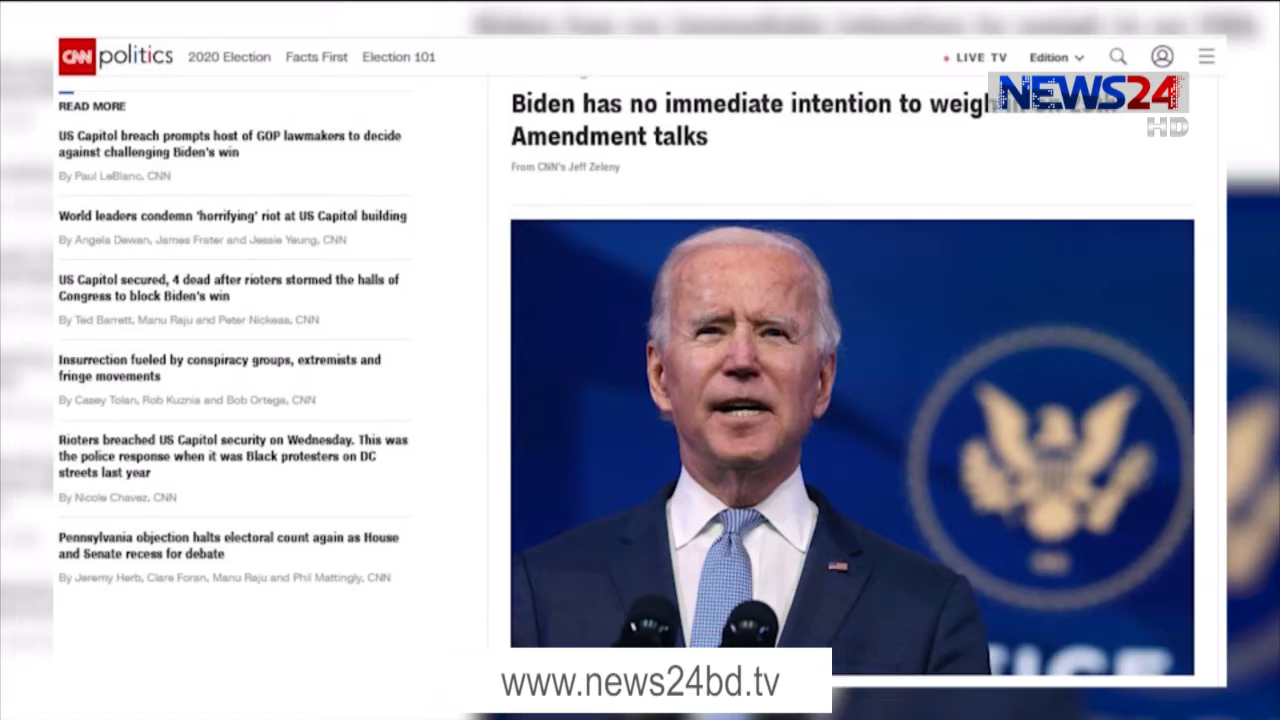 CNN politics 2020 Election Facts First Election 101
LIVE TV Edition
NEWS24
HD
READ MORE
US Capitol breach prompts host of GOP lawmakers to decide
against challenging Biden's win
By Paul LeBlanc, CNN
World leaders condemn 'horrifying' riot at US Capitol building
By Angela Dewan, James Frater and Jessie Yeung, CNN
US Capitol secured, 4 dead after rioters stormed the halls of
Congress to block Biden's win
By Ted Barrett, Manu Raju and Peter Nickeas, CNN
Insurrection fueled by conspiracy groups, extremists and
fringe movements
By Casey Tolan, Rob Kuznia and Bob Ortega, CNN
Rioters breached US Capitol security on Wednesday. This was
the police response when it was Black protesters on DC
streets last year
By Nicole Chavez, CNN
Pennsylvania objection halts electoral count again as House
and Senate recess for debate
By Jeremy Herb, Clare Foran, Manu Raju and Phil Mattingly, CNN
Biden has no immediate intention to weigh
Amendment talks
From CNN's Jeff Zeleny
www.news24bd.tv